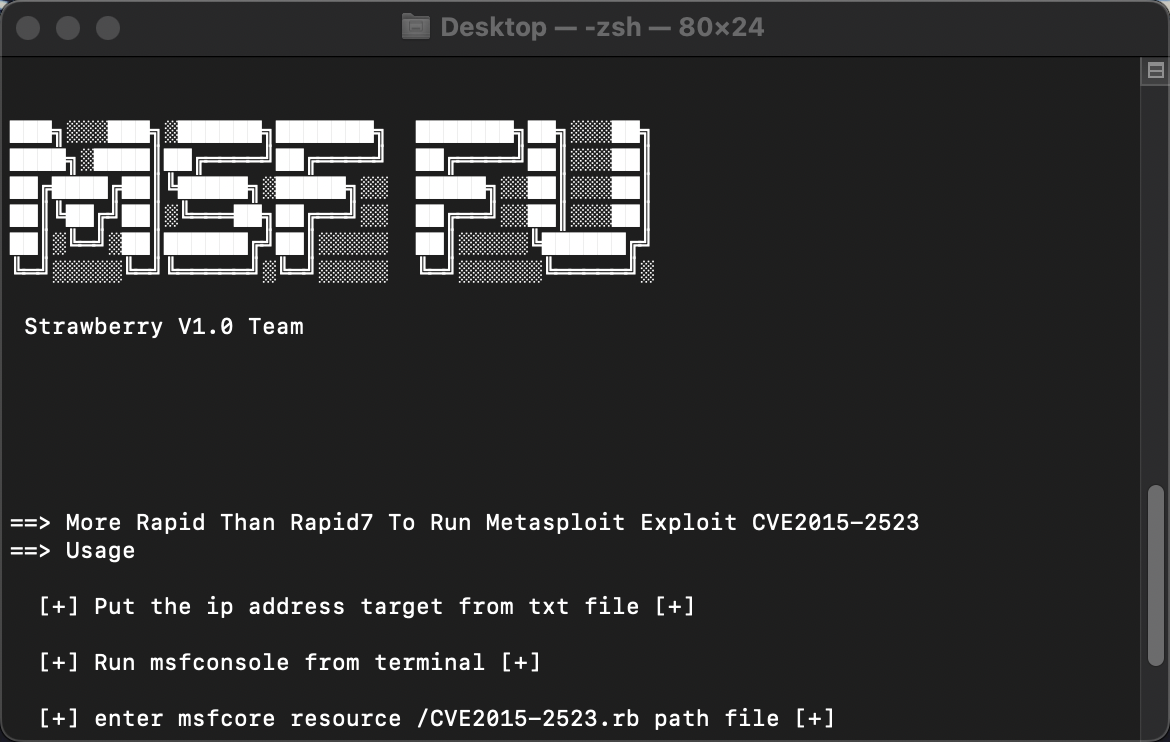 Desktop — -zsh — 80×24
MSF FU
Strawberry V1.0 Team
==> More Rapid Than Rapid7 To Run Metasploit Exploit CVE2015-2523
==> Usage
[+] Put the ip address target from txt file [+]
[+] Run msfconsole from terminal [+]
[+] enter msfcore resource /CVE2015-2523.rb path file [+]